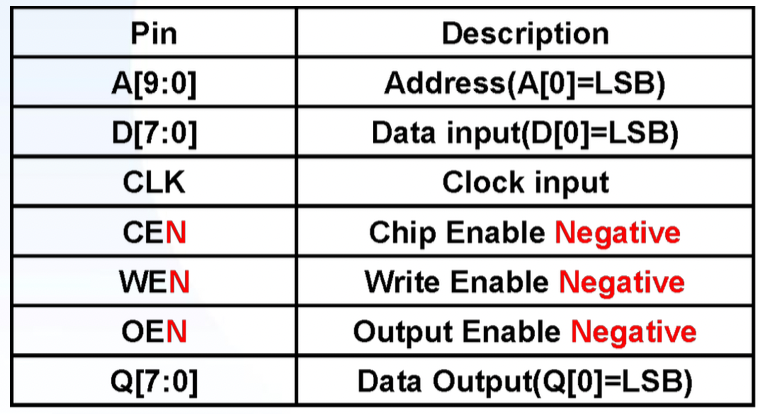 Pin Description
A[9:0] Address(A[0]=LSB)
D[7:0] Data input(D[0]=LSB)
CLK Clock input
CEN Chip Enable Negative
WEN Write Enable Negative
OEN Output Enable Negative
Q[7:0] Data Output(Q[0]=LSB)